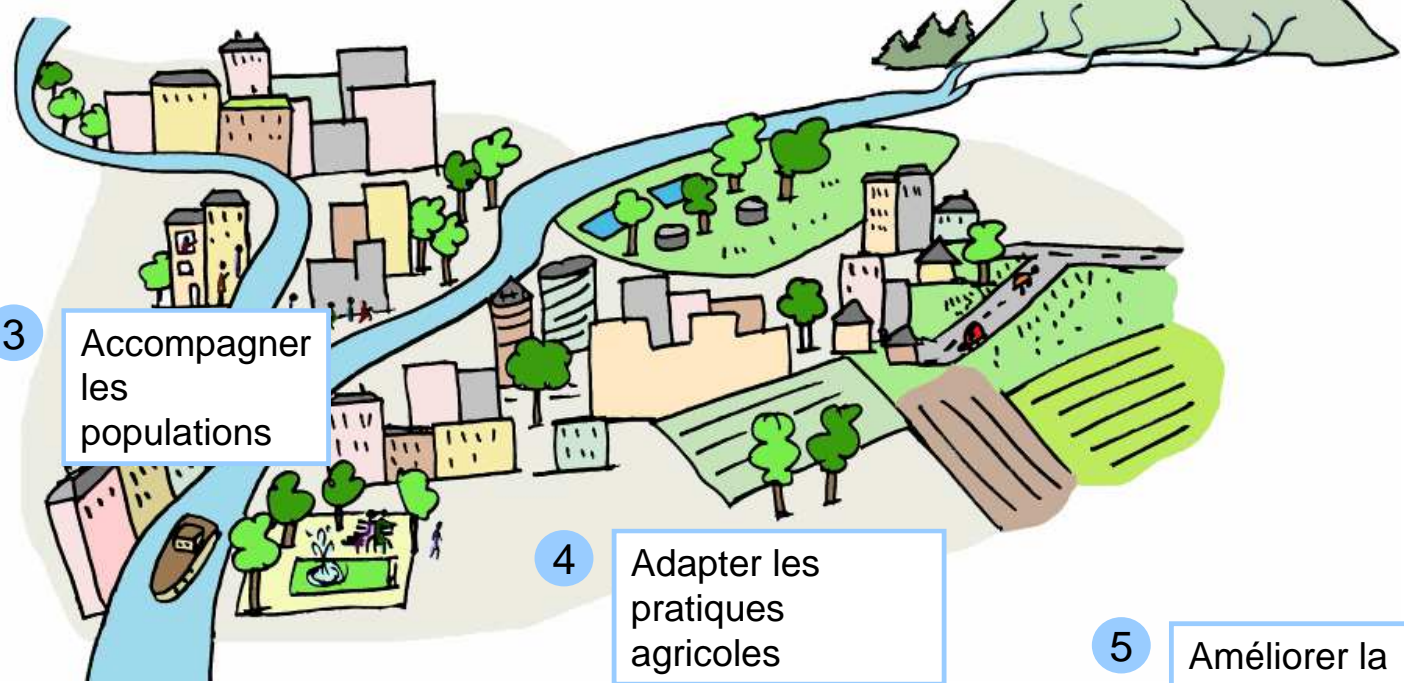 3
Accompagner
les
populations
4
Adapter les
pratiques
agricoles
5
Améliorer la